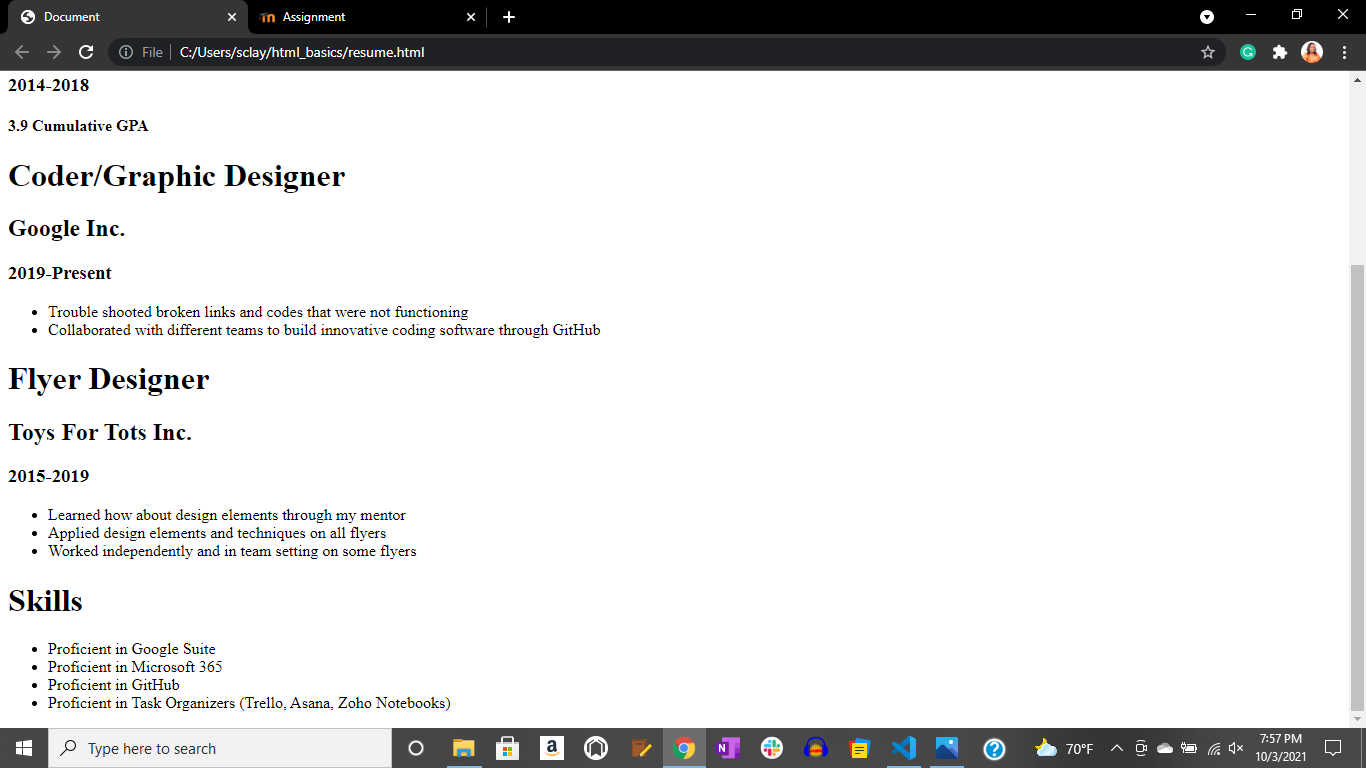 Document
Assignment
File
C:/Users/sclay/html_basics/resume.html
2014-2018
3.9 Cumulative GPA
Coder/Graphic Designer
Google Inc.
2019-Present
Trouble shooted broken links and codes that were not functioning
Collaborated with different teams to build innovative coding software through GitHub
Flyer Designer
Toys For Tots Inc.
2015-2019
Learned how about design elements through my mentor
Applied design elements and techniques on all flyers
Worked independently and in team setting on some flyers
Skills
Proficient in Google Suite
Proficient in Microsoft 365
Proficient in GitHub
Proficient in Task Organizers (Trello, Asana, Zoho Notebooks)
Type here to search
70°F
7:57 PM
10/3/2021